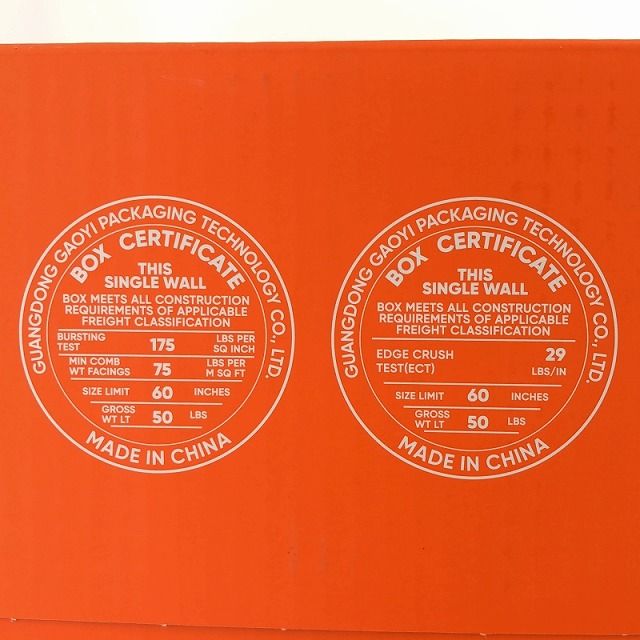 GUANGDONG GAOYI PACKAGING TECHNOLOGY CO., LTD.
BOX CERTIFICATE
THIS
SINGLE WALL
BOX MEETS ALL CONSTRUCTION
REQUIREMENTS OF APPLICABLE
FREIGHT CLASSIFICATION
BURSTING TEST 175 LBS PER SQ INCH
MIN COMB WT FACINGS 75 LBS PER M SQ FT
SIZE LIMIT 60 INCHES
GROSS WT LT 50 LBS
MADE IN CHINA
GUANGDONG GAOYI PACKAGING TECHNOLOGY CO., LTD.
BOX CERTIFICATE
THIS
SINGLE WALL
BOX MEETS ALL CONSTRUCTION
REQUIREMENTS OF APPLICABLE
FREIGHT CLASSIFICATION
EDGE CRUSH TEST(ECT) 29 LBS/IN
SIZE LIMIT 60 INCHES
GROSS WT LT 50 LBS
MADE IN CHINA